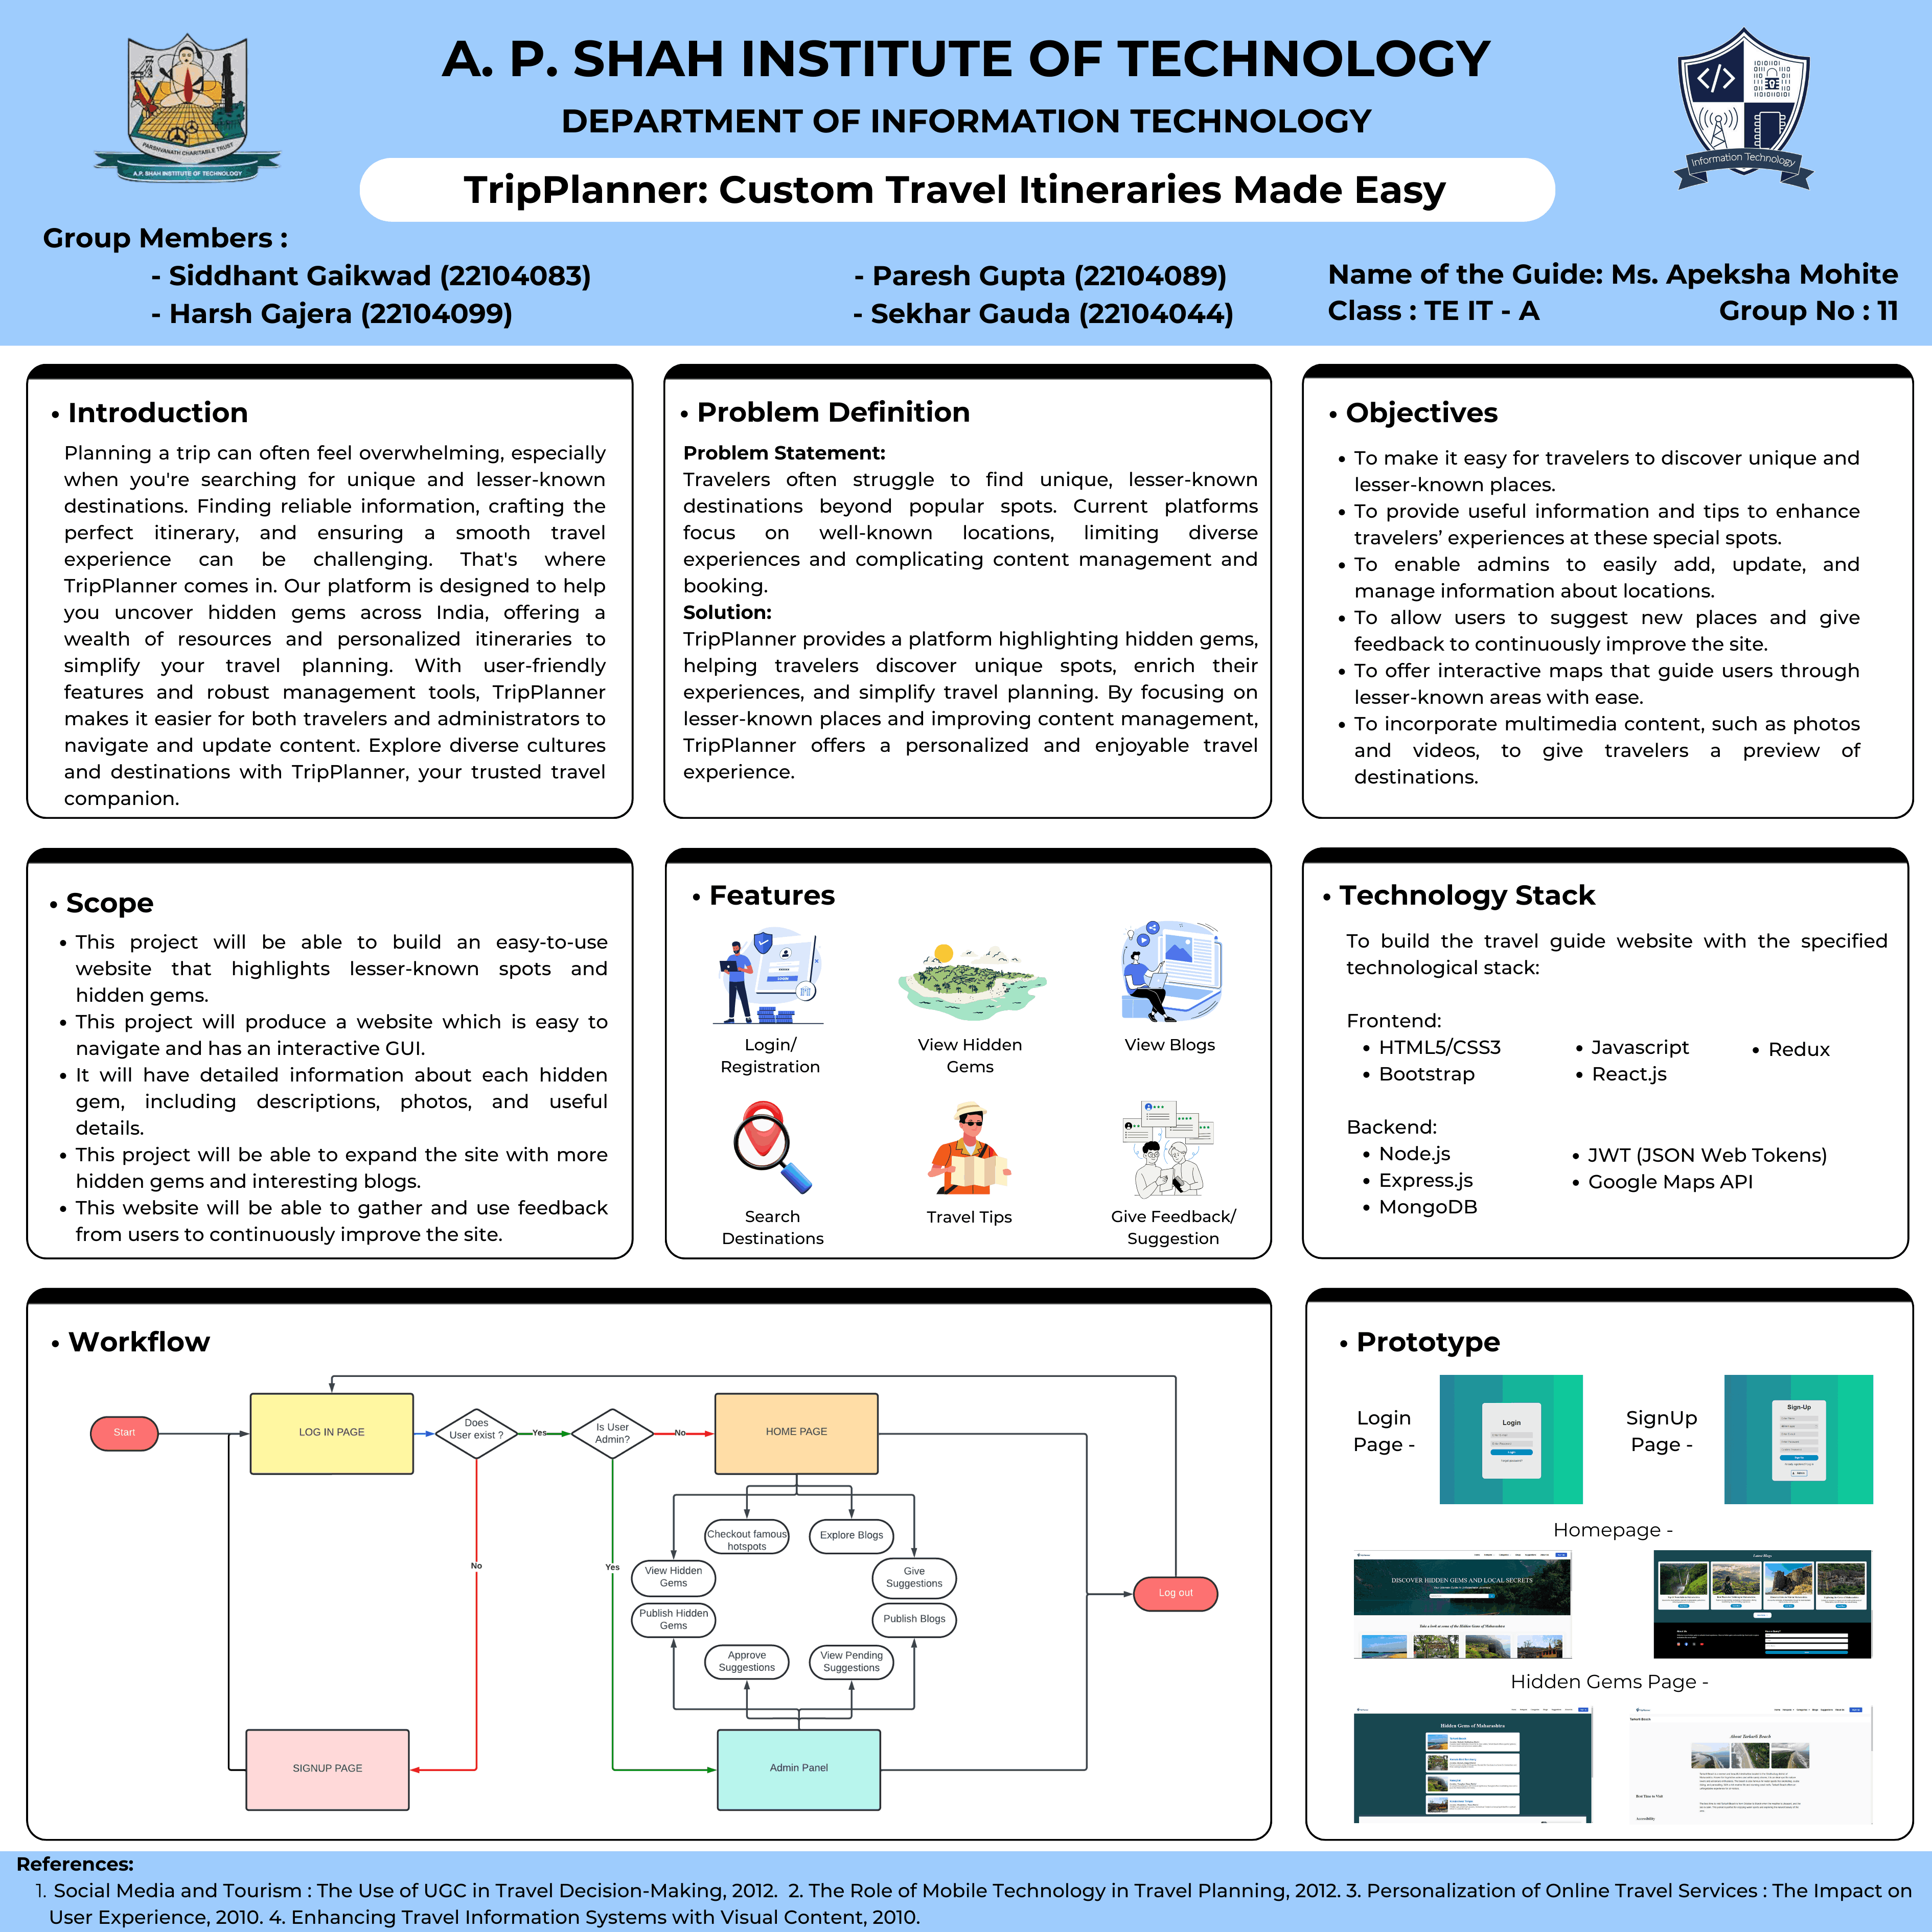 A. P. SHAH INSTITUTE OF TECHNOLOGY
DEPARTMENT OF INFORMATION TECHNOLOGY
PARSHVANATH CHARITABLE TRUST
A.P. SHAH INSTITUTE OF TECHNOLOGY
Information Technology
TripPlanner: Custom Travel Itineraries Made Easy
Group Members :
- Siddhant Gaikwad (22104083)
- Harsh Gajera (22104099)
- Paresh Gupta (22104089)
- Sekhar Gauda (22104044)
Name of the Guide: Ms. Apeksha Mohite
Class : TE IT - A
Group No : 11
• Introduction
Planning a trip can often feel overwhelming, especially
when you're searching for unique and lesser-known
destinations. Finding reliable information, crafting the
perfect itinerary, and ensuring a smooth travel
experience can be challenging. That's where
TripPlanner comes in. Our platform is designed to help
you uncover hidden gems across India, offering a
wealth of resources and personalized itineraries to
simplify your travel planning. With user-friendly
features and robust management tools, TripPlanner
makes it easier for both travelers and administrators to
navigate and update content. Explore diverse cultures
and destinations with TripPlanner, your trusted travel
companion.
• Problem Definition
Problem Statement:
Travelers often struggle to find unique, lesser-known
destinations beyond popular spots. Current platforms
focus on well-known locations, limiting diverse
experiences and complicating content management and
booking.
Solution:
TripPlanner provides a platform highlighting hidden gems,
helping travelers discover unique spots, enrich their
experiences, and simplify travel planning. By focusing on
lesser-known places and improving content management,
TripPlanner offers a personalized and enjoyable travel
experience.
• Objectives
• To make it easy for travelers to discover unique and
lesser-known places.
• To provide useful information and tips to enhance
travelers’ experiences at these special spots.
• To enable admins to easily add, update, and
manage information about locations.
• To allow users to suggest new places and give
feedback to continuously improve the site.
• To offer interactive maps that guide users through
lesser-known areas with ease.
• To incorporate multimedia content, such as photos
and videos, to give travelers a preview of
destinations.
• Scope
• This project will be able to build an easy-to-use
website that highlights lesser-known spots and
hidden gems.
• This project will produce a website which is easy to
navigate and has an interactive GUI.
• It will have detailed information about each hidden
gem, including descriptions, photos, and useful
details.
• This project will be able to expand the site with more
hidden gems and interesting blogs.
• This website will be able to gather and use feedback
from users to continuously improve the site.
• Features
Login/
Registration
View Hidden
Gems
View Blogs
Search
Destinations
Travel Tips
Give Feedback/
Suggestion
• Technology Stack
To build the travel guide website with the specified
technological stack:
Frontend:
• HTML5/CSS3
• Bootstrap
• Javascript
• React.js
• Redux
Backend:
• Node.js
• Express.js
• MongoDB
• JWT (JSON Web Tokens)
• Google Maps API
• Workflow
Start
LOG IN PAGE
Does
User exist ?
Yes
Is User
Admin?
No
HOME PAGE
No
Yes
Checkout famous
hotspots
Explore Blogs
View Hidden
Gems
Give
Suggestions
Publish Hidden
Gems
Publish Blogs
Approve
Suggestions
View Pending
Suggestions
Log out
SIGNUP PAGE
Admin Panel
• Prototype
Login
Page -
Login
SignUp
Page -
Sign-Up
Homepage -
DISCOVER HIDDEN GEMS AND LOCAL SECRETS
Take a look at some of the Hidden Gems of Maharashtra
Latest Blogs
Hidden Gems Page -
Hidden Gems of Maharashtra
About Tarkarli Beach
Best Time to Visit
Accessibility
References:
1. Social Media and Tourism : The Use of UGC in Travel Decision-Making, 2012. 2. The Role of Mobile Technology in Travel Planning, 2012. 3. Personalization of Online Travel Services : The Impact on
User Experience, 2010. 4. Enhancing Travel Information Systems with Visual Content, 2010.